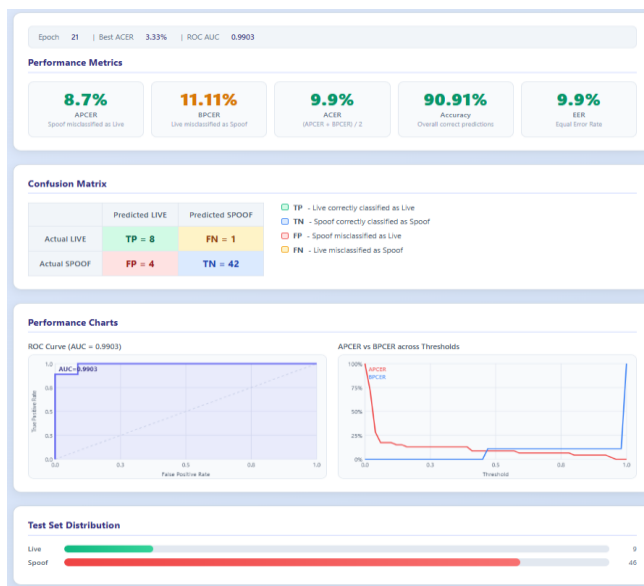 Epoch 21 | Best ACER 3.33% | ROC AUC 0.9903
Performance Metrics
8.7% 11.11% 9.9% 90.91% 9.9%
APCER BPCER ACER Accuracy EER
Spoof misclassified as Live Live misclassified as Spoof (APCER + BPCER) / 2 Overall correct predictions Equal Error Rate
Confusion Matrix
Predicted LIVE Predicted SPOOF
Actual LIVE TP = 8 FN = 1
Actual SPOOF FP = 4 TN = 42
TP - Live correctly classified as Live
TN - Spoof correctly classified as Spoof
FP - Spoof misclassified as Live
FN - Live misclassified as Spoof
Performance Charts
ROC Curve (AUC = 0.9903)
1.0
0.8
0.5
0.3
0.0
AUC=0.9903
True Positive Rate
0.0 0.3 0.5 0.8 1.0
False Positive Rate
APCER vs BPCER across Thresholds
100%
75%
50%
25%
0%
APCER
BPCER
0.0 0.3 0.5 0.8 1.0
Threshold
Test Set Distribution
Live 9
Spoof 46